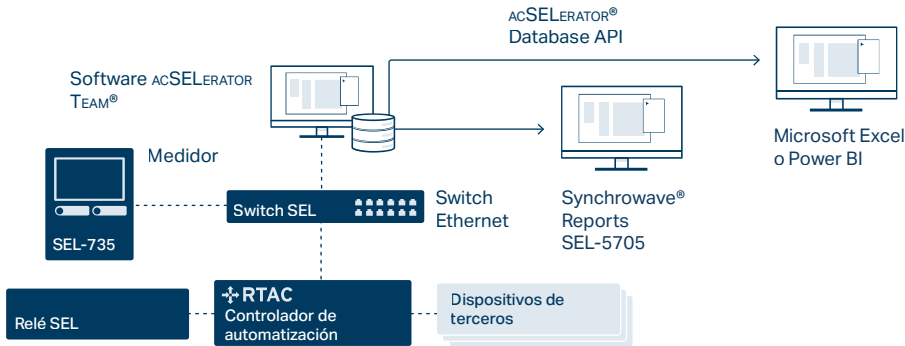 ACSELERATOR®
Database API
Software ACSELERATOR
TEAM®
Microsoft Excel
o Power BI
Medidor
SEL-735
Switch SEL
Switch
Ethernet
Synchrowave®
Reports
SEL-5705
Relé SEL
RTAC
Controlador de
automatización
Dispositivos de
terceros